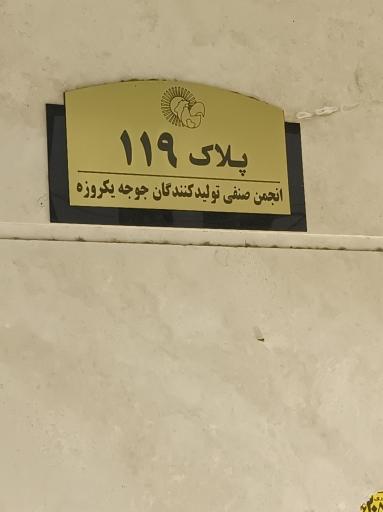 پلاک ۱۱۹
انجمن صنفی تولیدکنندگان جوجه یکروزه